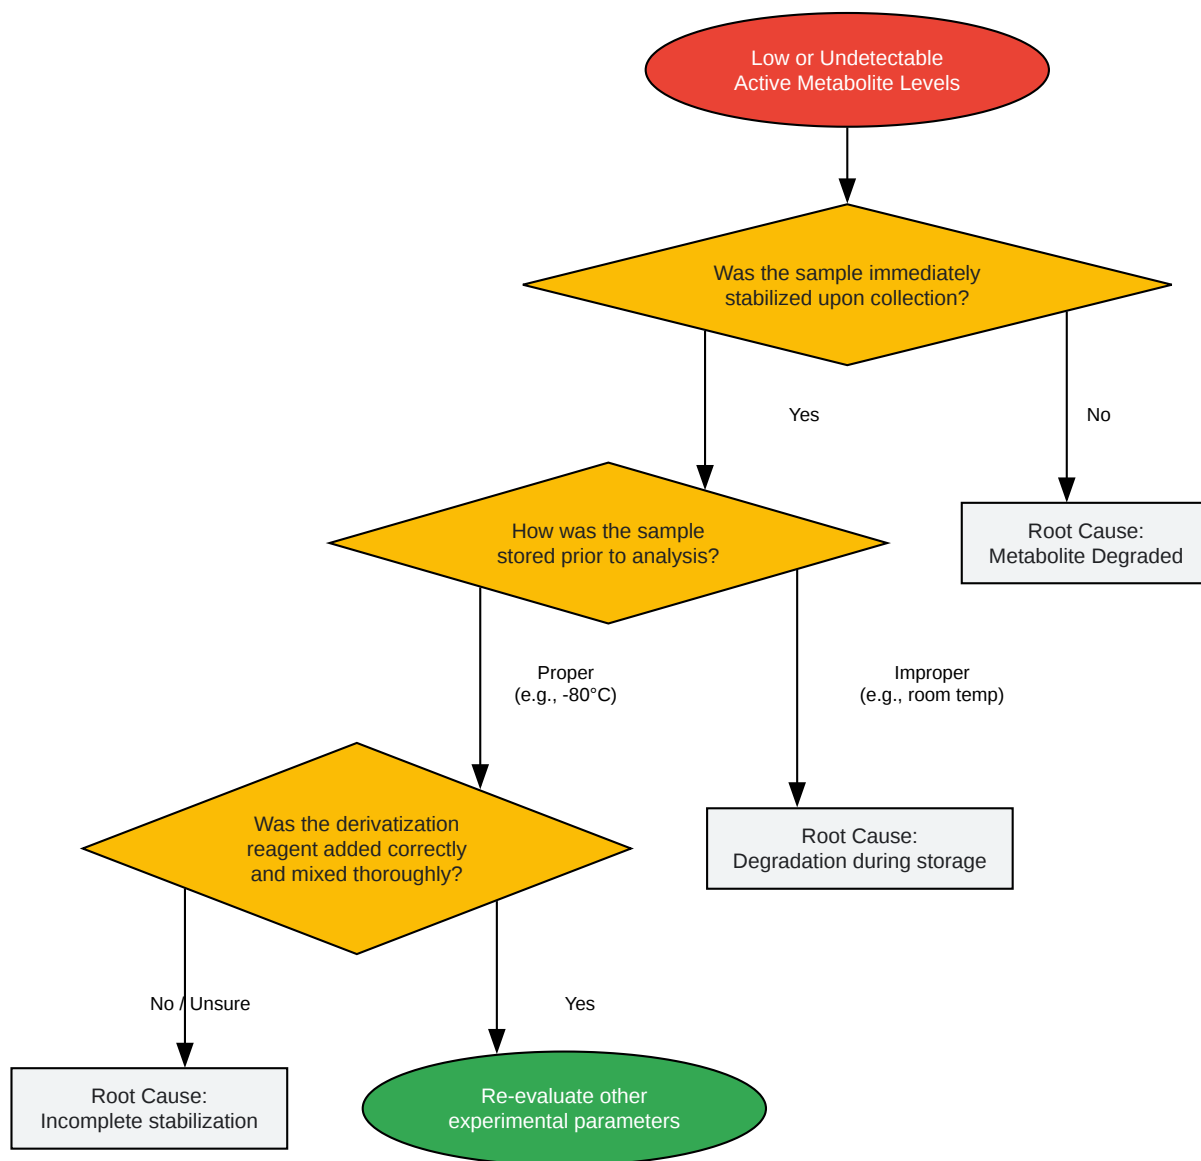 Low or Undetectable
Active Metabolite Levels
Was the sample immediately
stabilized upon collection?
Yes
No
How was the sample
stored prior to analysis?
Root Cause:
Metabolite Degraded
Proper
(e.g., -80°C)
Improper
(e.g., room temp)
Was the derivatization
reagent added correctly
and mixed thoroughly?
Root Cause:
Degradation during storage
No / Unsure
Yes
Root Cause:
Incomplete stabilization
Re-evaluate other
experimental parameters